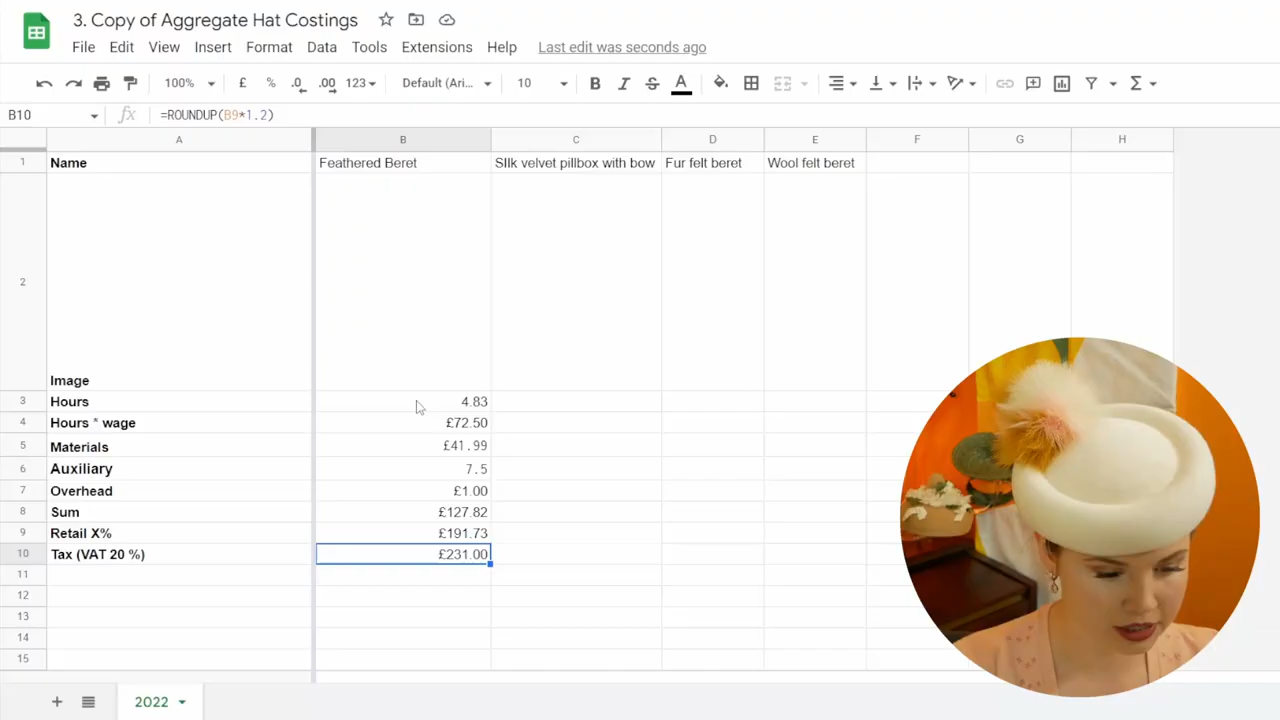 3. Copy of Aggregate Hat Costings
File Edit View Insert Format Data Tools Extensions Help Last edit was seconds ago
100% £ % .0 .00 123 Default (Ari... 10 B I S A Σ
B10 fx =ROUNDUP(B9*1.2)
A B C D E F G H
1 Name Feathered Beret SIlk velvet pillbox with bow Fur felt beret Wool felt beret
2 Image
3 Hours 4.83
4 Hours * wage £72.50
5 Materials £41.99
6 Auxiliary 7.5
7 Overhead £1.00
8 Sum £127.82
9 Retail X% £191.73
10 Tax (VAT 20 %) £231.00
11
12
13
14
15
+ 2022